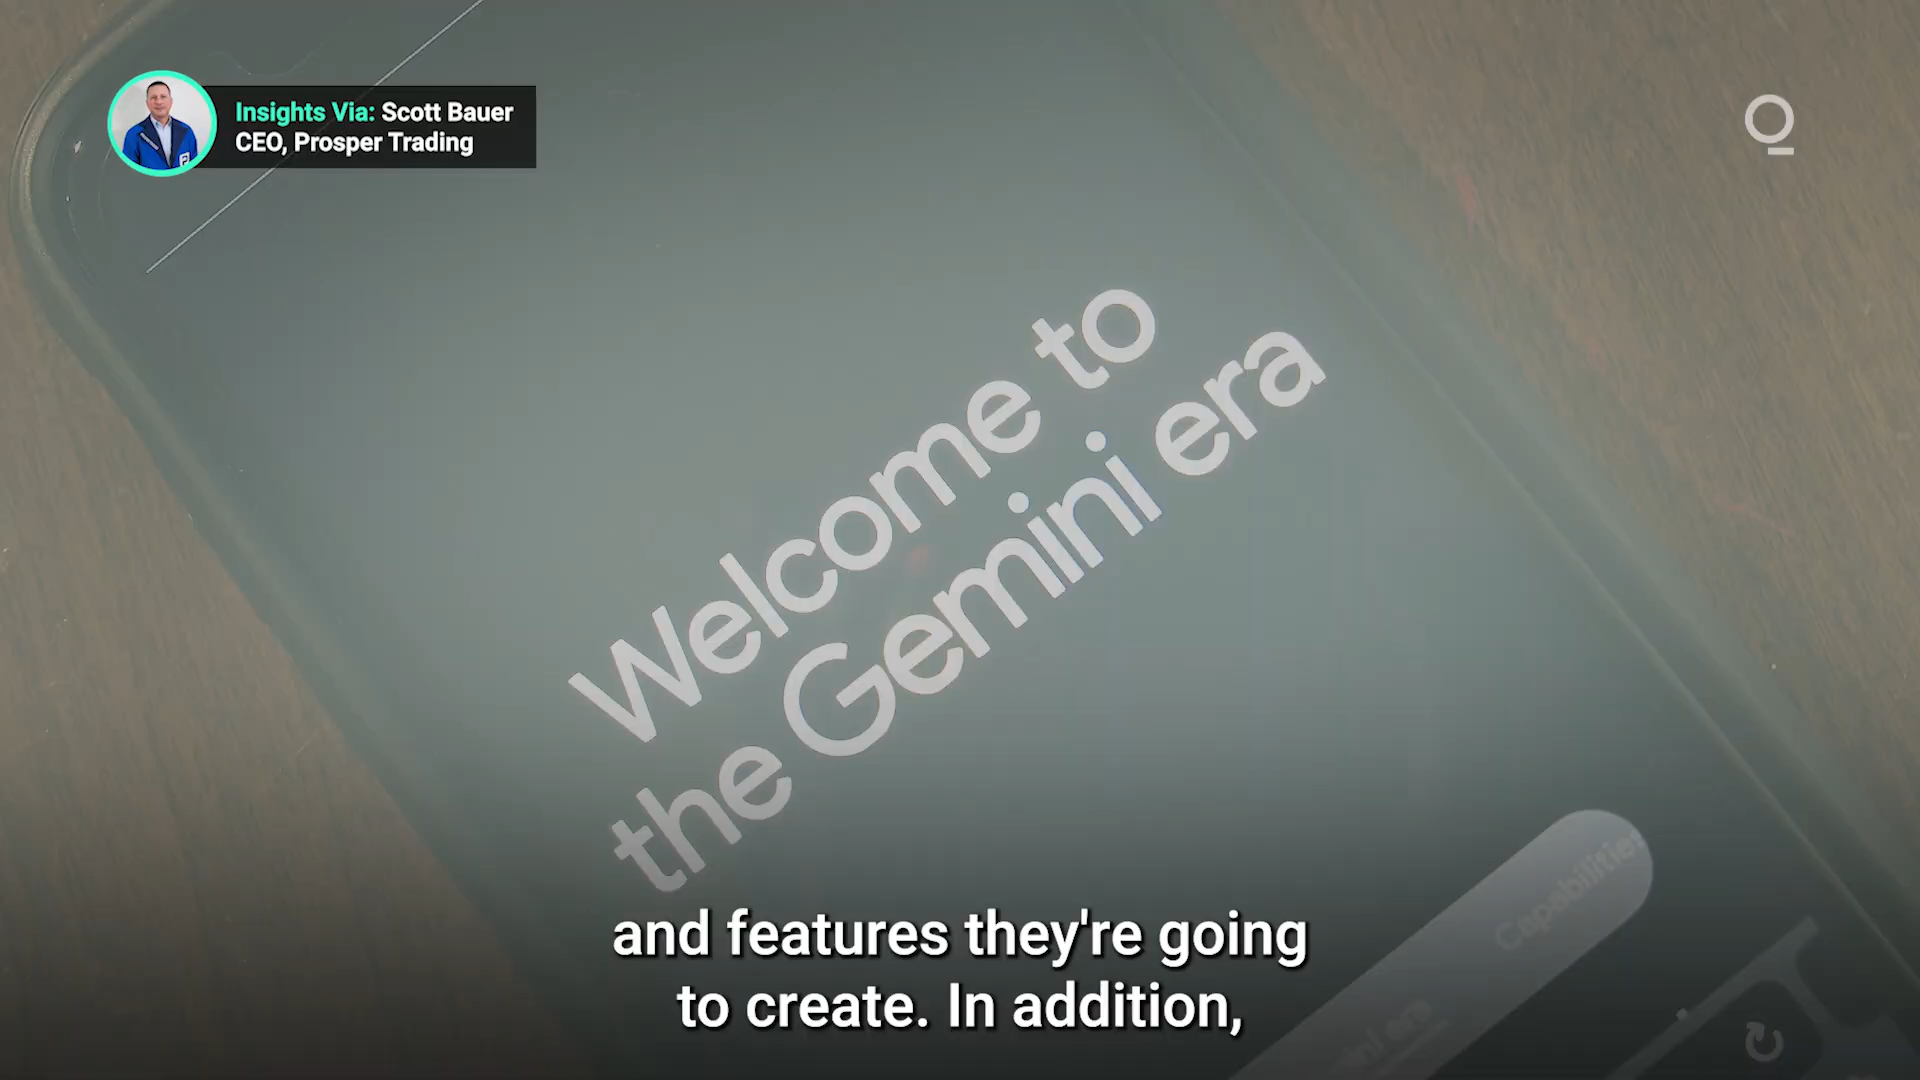 Insights Via: Scott Bauer
CEO, Prosper Trading
Welcome to
the Gemini era
Capabilities
and features they're going
to create. In addition,